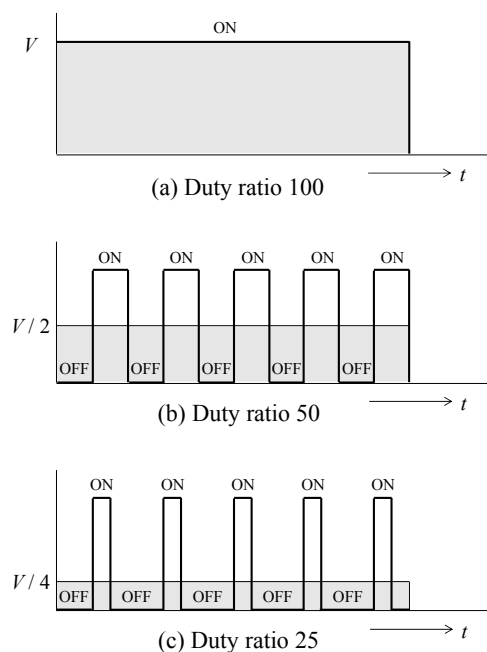 ON
V
t
(a) Duty ratio 100
ON ON ON ON ON
V / 2
OFF OFF OFF OFF OFF
t
(b) Duty ratio 50
ON ON ON ON ON
V / 4
OFF OFF OFF OFF OFF
t
(c) Duty ratio 25